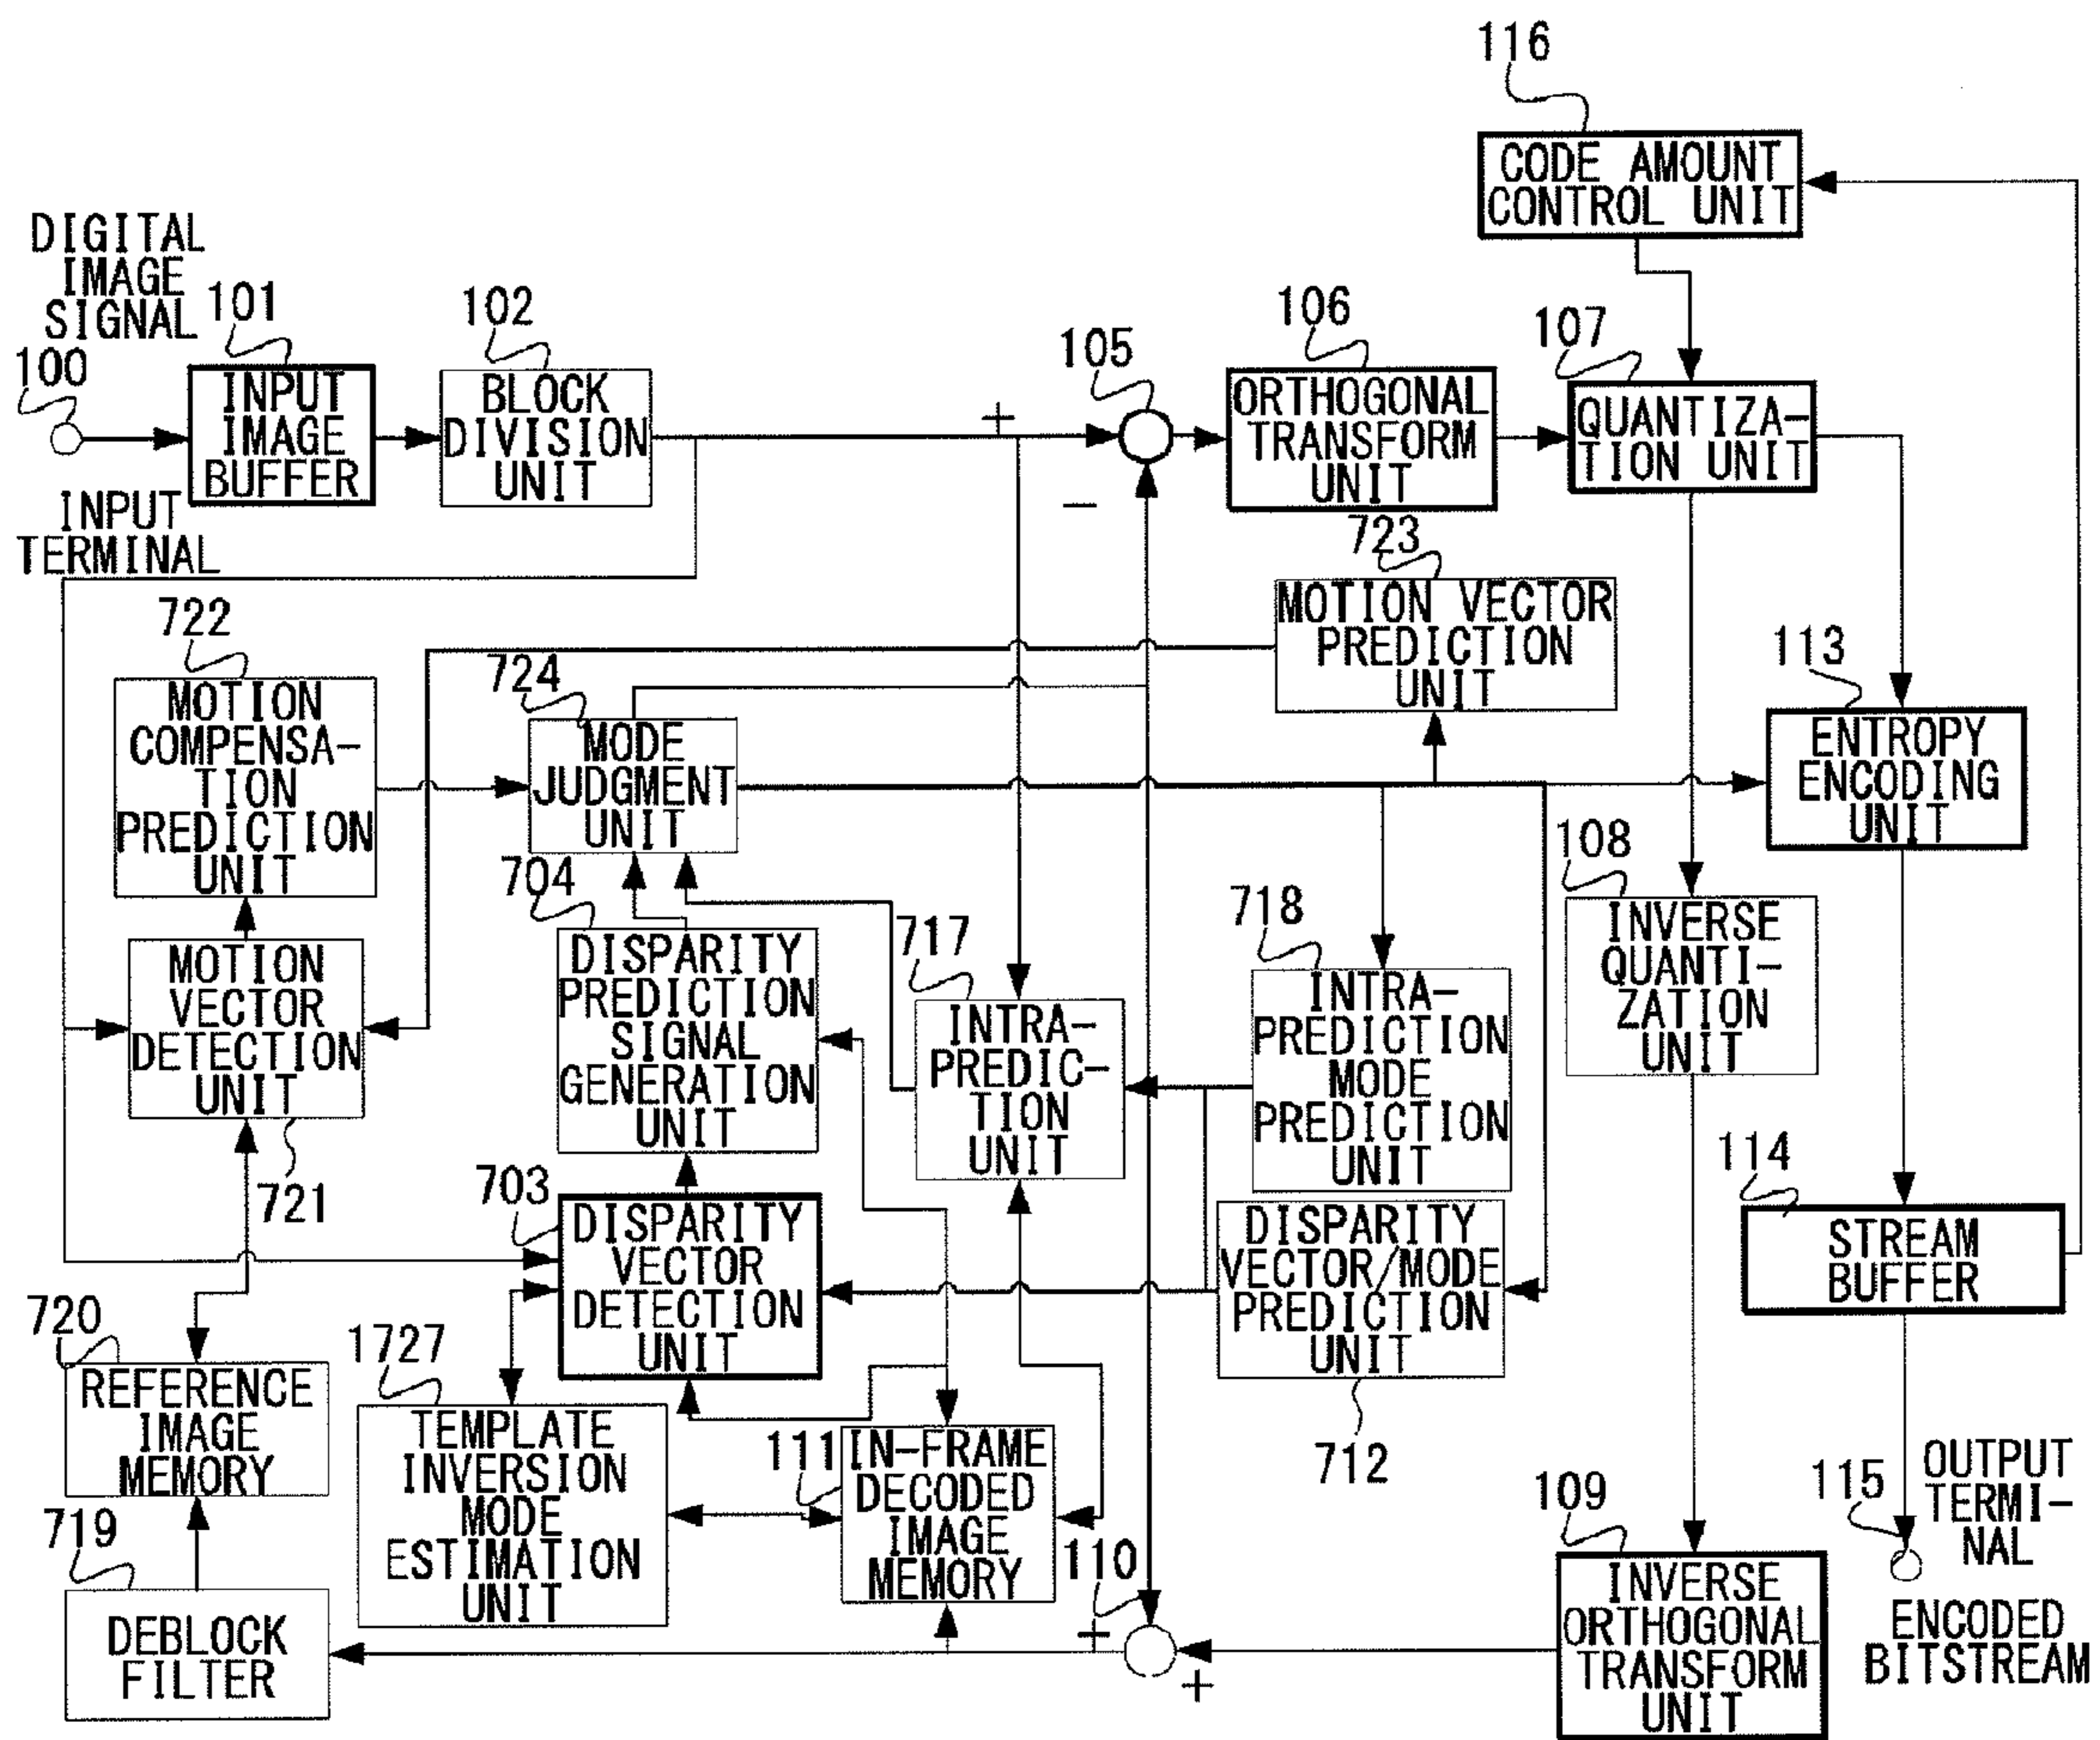 116
CODE AMOUNT
CONTROL UNIT
DIGITAL
IMAGE
SIGNAL
100
101
INPUT
IMAGE
BUFFER
INPUT
TERMINAL
102
BLOCK
DIVISION
UNIT
105
+
−
106
ORTHOGONAL
TRANSFORM
UNIT
107
QUANTIZA-
TION UNIT
723
MOTION VECTOR
PREDICTION
UNIT
722
MOTION
COMPENSA-
TION
PREDICTION
UNIT
724
MODE
JUDGMENT
UNIT
113
ENTROPY
ENCODING
UNIT
704
DISPARITY
PREDICTION
SIGNAL
GENERATION
UNIT
717
INTRA-
PREDIC-
TION
UNIT
718
INTRA-
PREDICTION
MODE
PREDICTION
UNIT
108
INVERSE
QUANTI-
ZATION
UNIT
MOTION
VECTOR
DETECTION
UNIT
721
703
DISPARITY
VECTOR
DETECTION
UNIT
DISPARITY
VECTOR/MODE
PREDICTION
UNIT
712
114
STREAM
BUFFER
720
REFERENCE
IMAGE
MEMORY
1727
TEMPLATE
INVERSION
MODE
ESTIMATION
UNIT
111
IN-FRAME
DECODED
IMAGE
MEMORY
110
+
+
109
INVERSE
ORTHOGONAL
TRANSFORM
UNIT
115
OUTPUT
TERMI-
NAL
ENCODED
BITSTREAM
719
DEBLOCK
FILTER